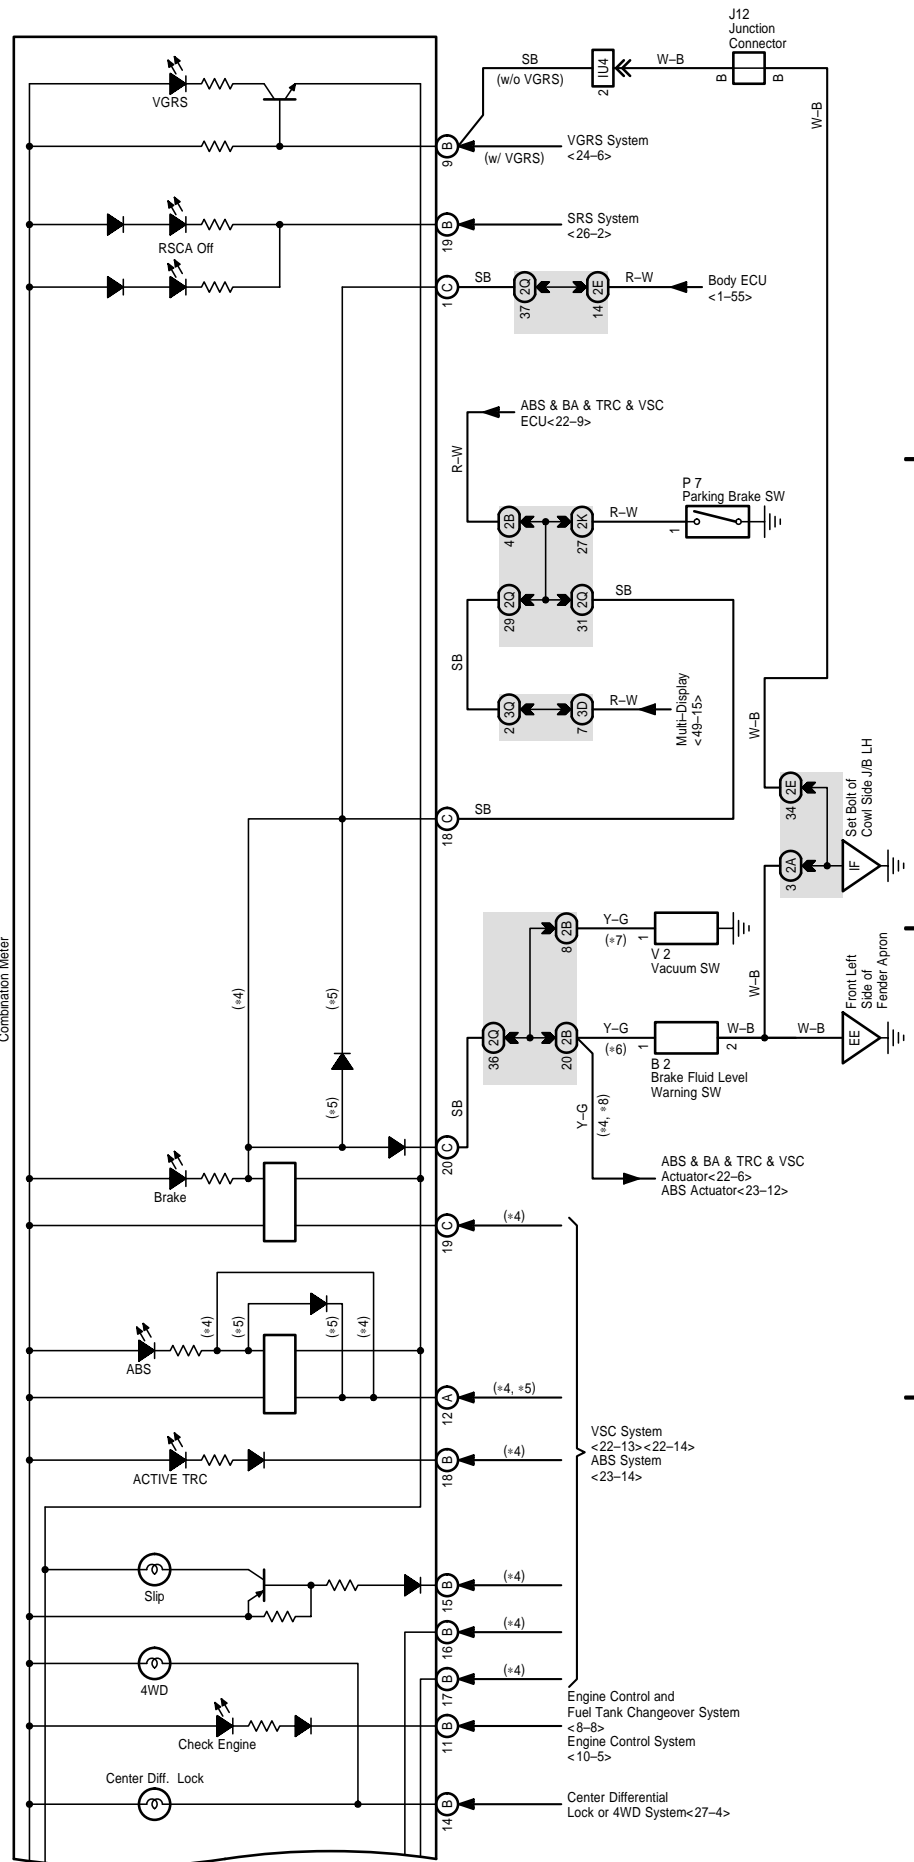 J12
Junction
Connector
SB
(w/o VGRS)
IU4
2
W–B
B
B
W–B
VGRS
9
B
(w/ VGRS)
VGRS System
<24–6>
RSCA Off
19
B
SRS System
<26–2>
1
C
SB
37
2Q
14
2E
R–W
Body ECU
<1–55>
ABS & BA & TRC & VSC
ECU<22–9>
R–W
P 7
Parking Brake SW
4
2B
27
2K
R–W
1
29
2Q
31
2Q
SB
SB
2
3Q
7
3D
R–W
Multi–Display
<49–15>
W–B
34
2E
Set Bolt of
Cowl Side J/B LH
18
C
SB
3
2A
IF
Combination Meter
8
2B
Y–G
(*7)
1
V 2
Vacuum SW
W–B
Front Left
Side of
Fender Apron
(*4)
(*5)
36
2Q
20
2B
Y–G
(*6)
1
B 2
Brake Fluid Level
Warning SW
W–B
2
W–B
EE
(*5)
SB
Y–G
(*4, *8)
20
C
ABS & BA & TRC & VSC
Actuator<22–6>
ABS Actuator<23–12>
Brake
19
C
(*4)
(*4)
(*5)
(*5)
(*4)
ABS
12
A
(*4, *5)
VSC System
<22–13><22–14>
ABS System
<23–14>
ACTIVE TRC
18
B
(*4)
Slip
15
B
(*4)
16
B
(*4)
4WD
17
B
(*4)
Check Engine
11
B
Engine Control and
Fuel Tank Changeover System
<8–8>
Engine Control System
<10–5>
Center Diff. Lock
14
B
Center Differential
Lock or 4WD System<27–4>